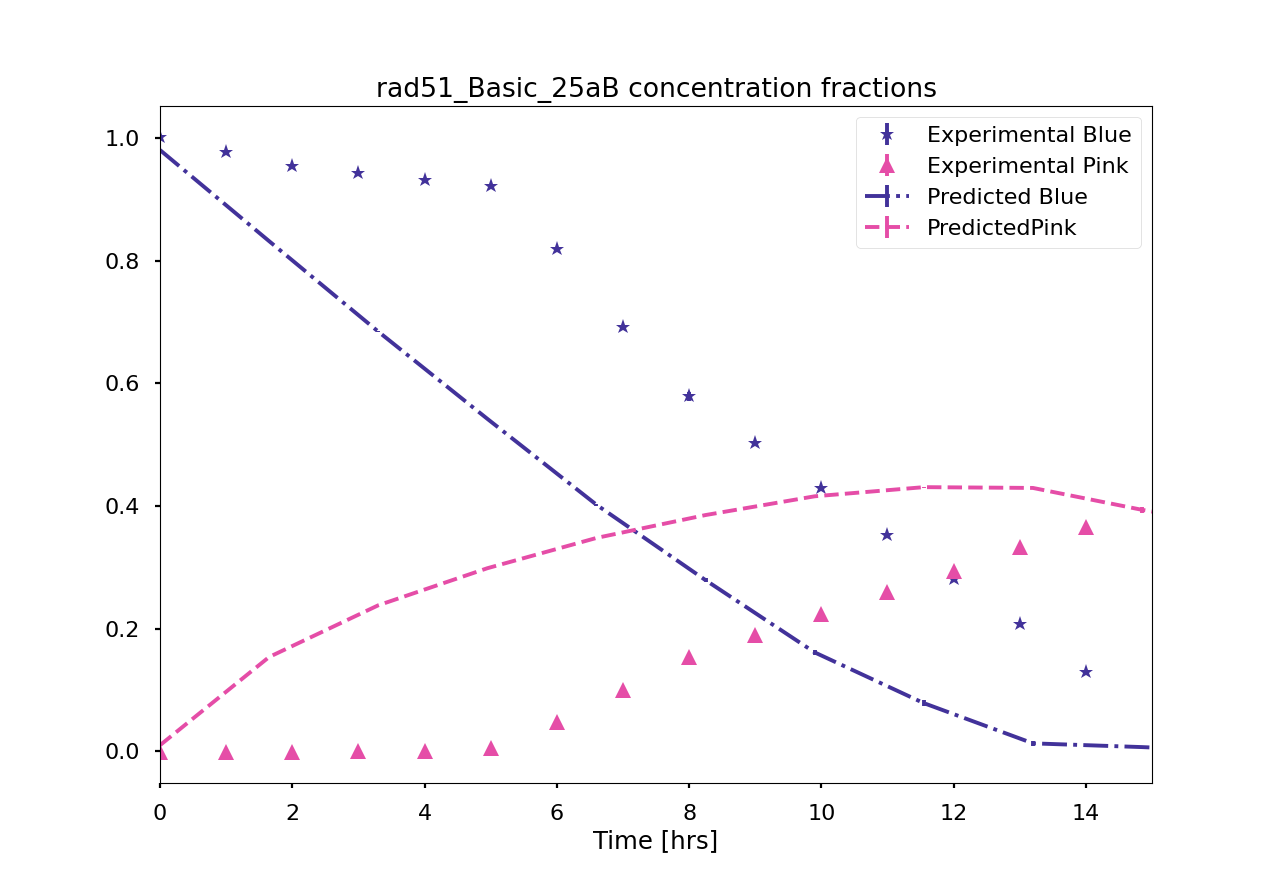 rad51_Basic_25aB concentration fractions
Experimental Blue
Experimental Pink
Predicted Blue
PredictedPink
1.0
0.8
0.6
0.4
0.2
0.0
0 2 4 6 8 10 12 14
Time [hrs]